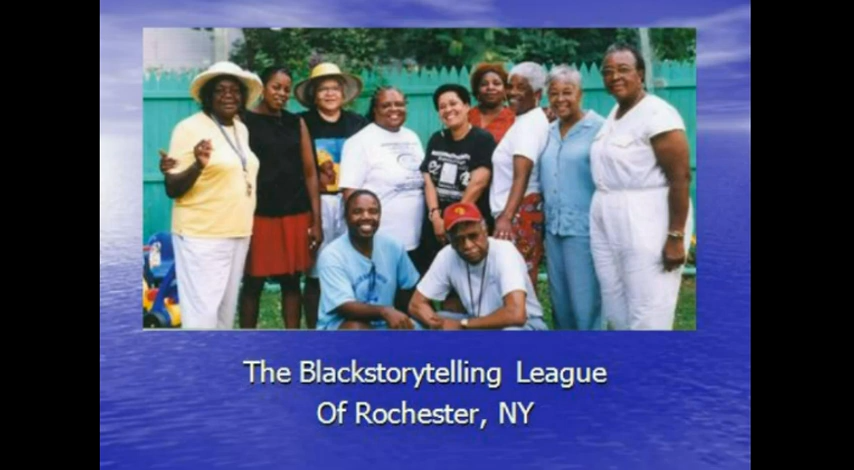 The Blackstorytelling League
Of Rochester, NY